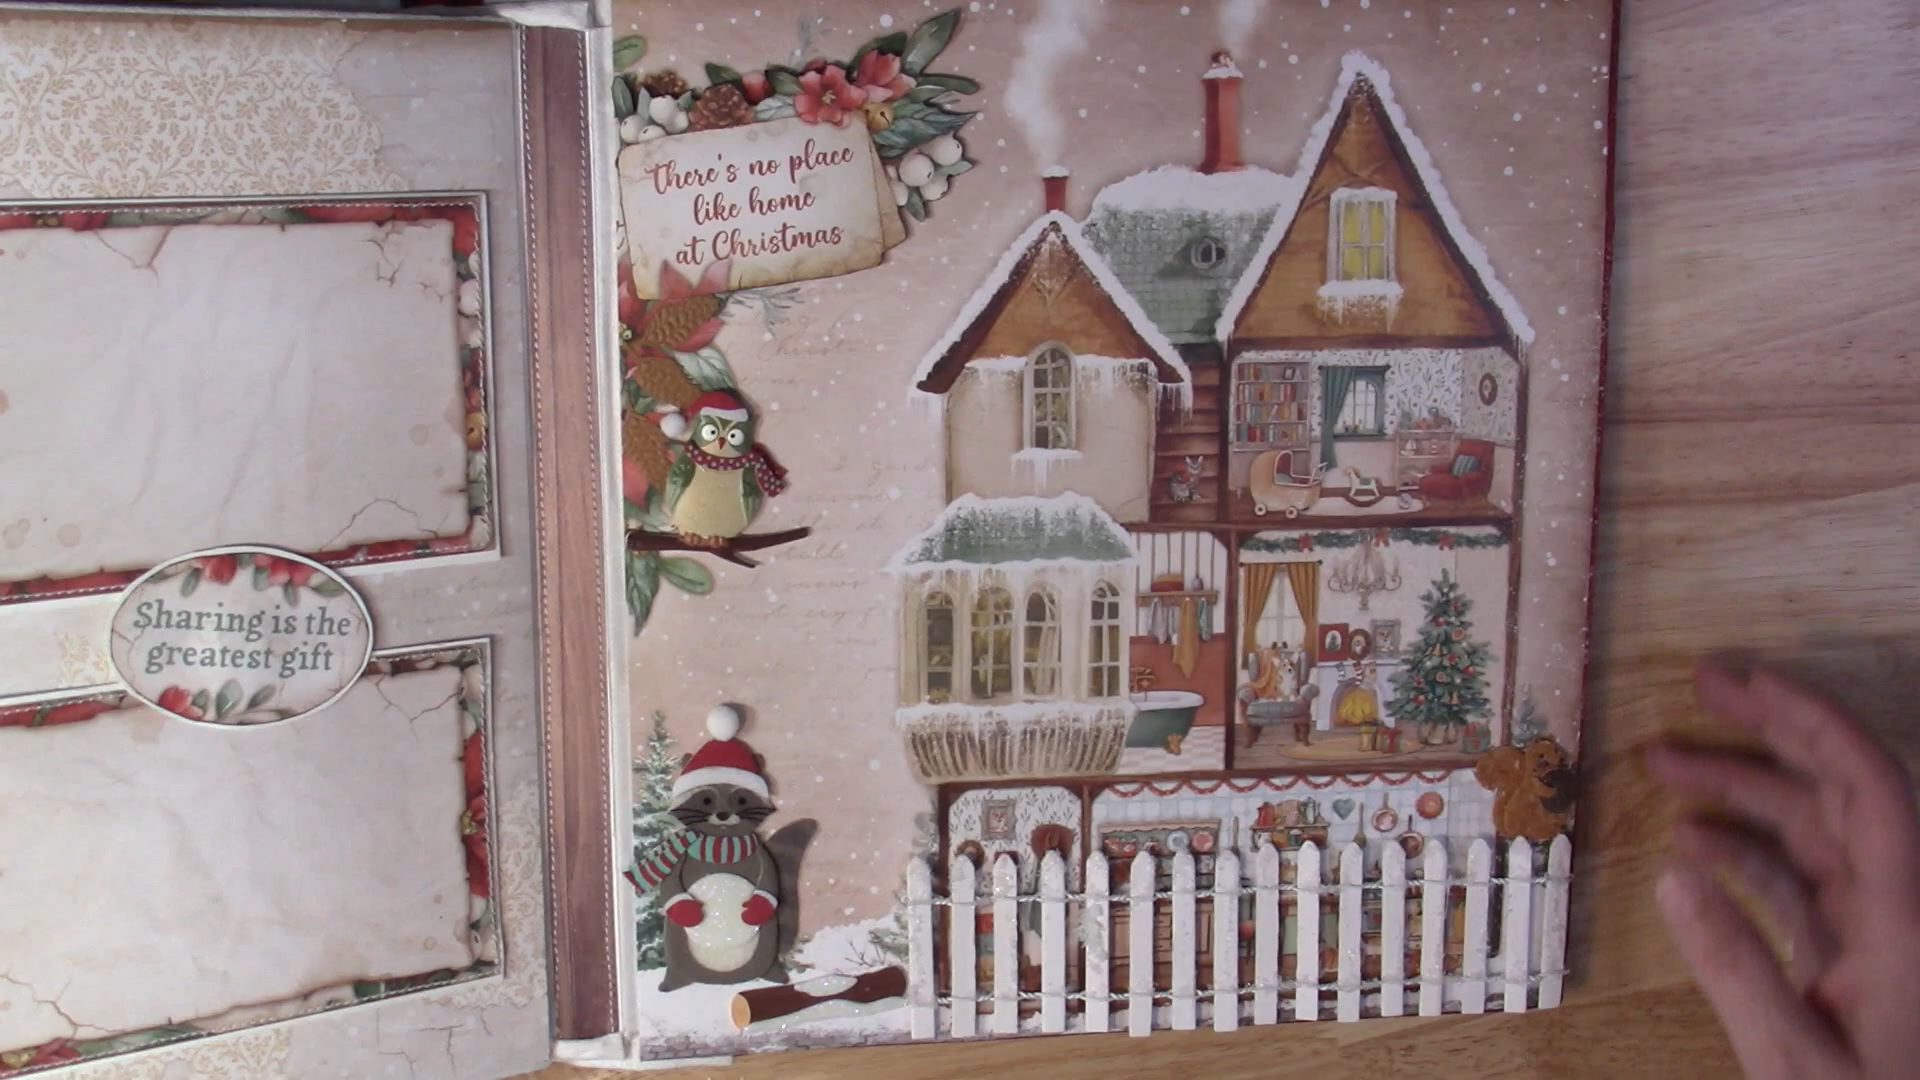 There's no place
like home
at Christmas
Sharing is the
greatest gift